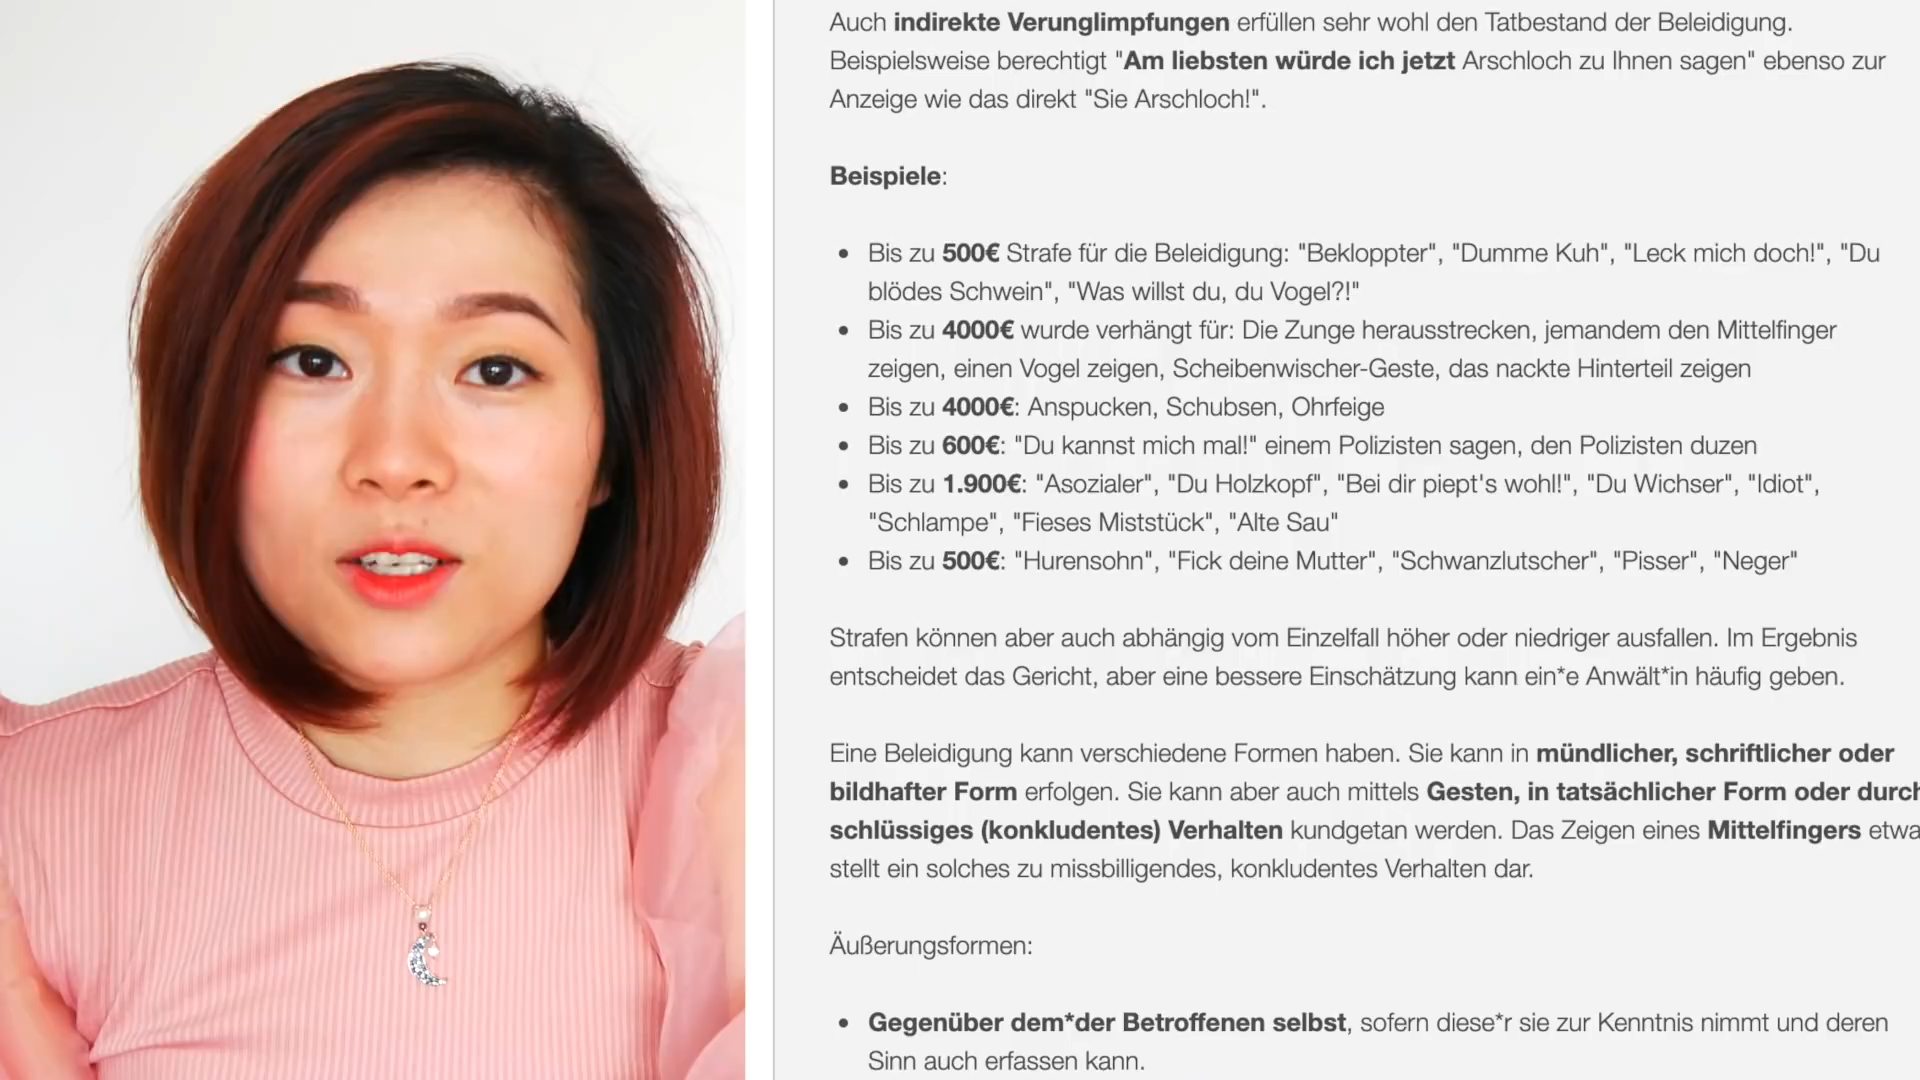 Auch indirekte Verunglimpfungen erfüllen sehr wohl den Tatbestand der Beleidigung.
Beispielsweise berechtigt "Am liebsten würde ich jetzt Arschloch zu Ihnen sagen" ebenso zur
Anzeige wie das direkt "Sie Arschloch!".
Beispiele:
• Bis zu 500€ Strafe für die Beleidigung: "Bekloppter", "Dumme Kuh", "Leck mich doch!", "Du
blödes Schwein", "Was willst du, du Vogel?!"
• Bis zu 4000€ wurde verhängt für: Die Zunge herausstrecken, jemandem den Mittelfinger
zeigen, einen Vogel zeigen, Scheibenwischer-Geste, das nackte Hinterteil zeigen
• Bis zu 4000€: Anspucken, Schubsen, Ohrfeige
• Bis zu 600€: "Du kannst mich mal!" einem Polizisten sagen, den Polizisten duzen
• Bis zu 1.900€: "Asozialer", "Du Holzkopf", "Bei dir piept's wohl!", "Du Wichser", "Idiot",
"Schlampe", "Fieses Miststück", "Alte Sau"
• Bis zu 500€: "Hurensohn", "Fick deine Mutter", "Schwanzlutscher", "Pisser", "Neger"
Strafen können aber auch abhängig vom Einzelfall höher oder niedriger ausfallen. Im Ergebnis
entscheidet das Gericht, aber eine bessere Einschätzung kann ein*e Anwält*in häufig geben.
Eine Beleidigung kann verschiedene Formen haben. Sie kann in mündlicher, schriftlicher oder
bildhafter Form erfolgen. Sie kann aber auch mittels Gesten, in tatsächlicher Form oder durch
schlüssiges (konkludentes) Verhalten kundgetan werden. Das Zeigen eines Mittelfingers etwa
stellt ein solches zu missbilligendes, konkludentes Verhalten dar.
Äußerungsformen:
• Gegenüber dem*der Betroffenen selbst, sofern diese*r sie zur Kenntnis nimmt und deren
Sinn auch erfassen kann.